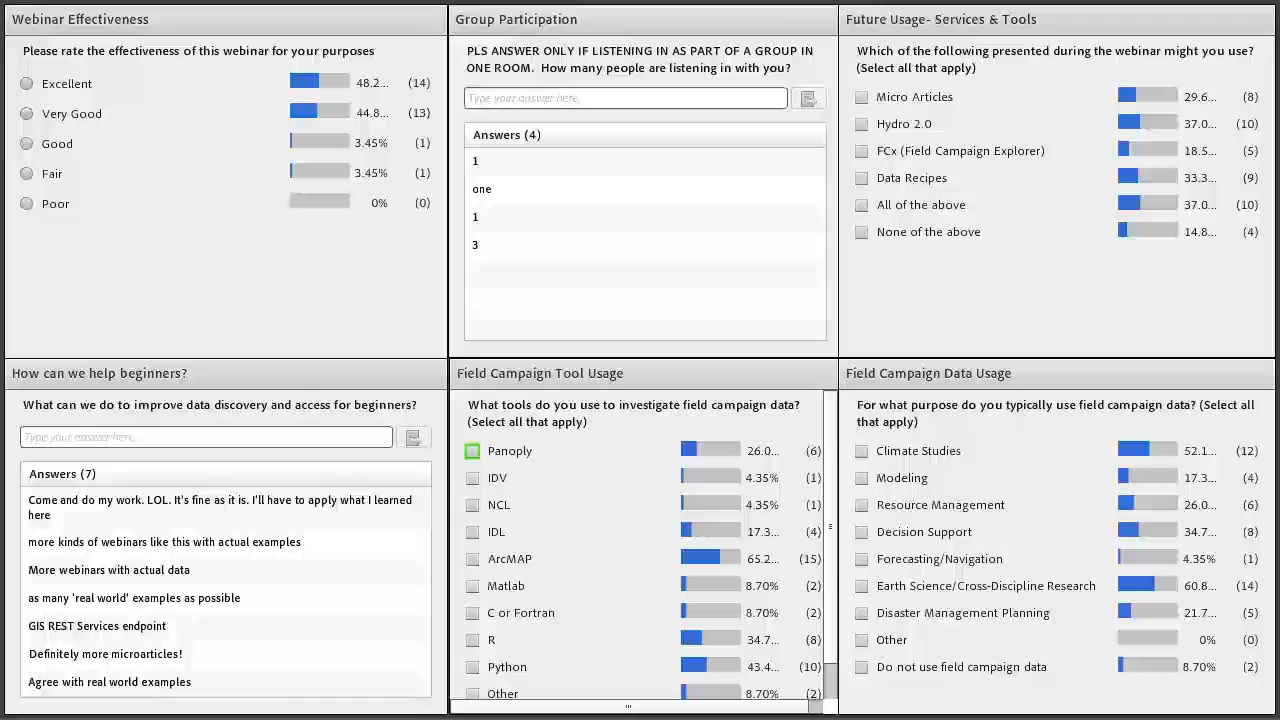 Webinar Effectiveness
Please rate the effectiveness of this webinar for your purposes
Excellent 48.2... (14)
Very Good 44.8... (13)
Good 3.45% (1)
Fair 3.45% (1)
Poor 0% (0)
Group Participation
PLS ANSWER ONLY IF LISTENING IN AS PART OF A GROUP IN
ONE ROOM. How many people are listening in with you?
Type your answer here.
Answers (4)
1
one
1
3
Future Usage- Services & Tools
Which of the following presented during the webinar might you use?
(Select all that apply)
Micro Articles 29.6... (8)
Hydro 2.0 37.0... (10)
FCx (Field Campaign Explorer) 18.5... (5)
Data Recipes 33.3... (9)
All of the above 37.0... (10)
None of the above 14.8... (4)
How can we help beginners?
What can we do to improve data discovery and access for beginners?
Type your answer here.
Answers (7)
Come and do my work. LOL. It's fine as it is. I'll have to apply what I learned
here
more kinds of webinars like this with actual examples
More webinars with actual data
as many 'real world' examples as possible
GIS REST Services endpoint
Definitely more microarticles!
Agree with real world examples
Field Campaign Tool Usage
What tools do you use to investigate field campaign data?
(Select all that apply)
Panoply 26.0... (6)
IDV 4.35% (1)
NCL 4.35% (1)
IDL 17.3... (4)
ArcMAP 65.2... (15)
Matlab 8.70% (2)
C or Fortran 8.70% (2)
R 34.7... (8)
Python 43.4... (10)
Other 8.70% (2)
Field Campaign Data Usage
For what purpose do you typically use field campaign data? (Select all
that apply)
Climate Studies 52.1... (12)
Modeling 17.3... (4)
Resource Management 26.0... (6)
Decision Support 34.7... (8)
Forecasting/Navigation 4.35% (1)
Earth Science/Cross-Discipline Research 60.8... (14)
Disaster Management Planning 21.7... (5)
Other 0% (0)
Do not use field campaign data 8.70% (2)